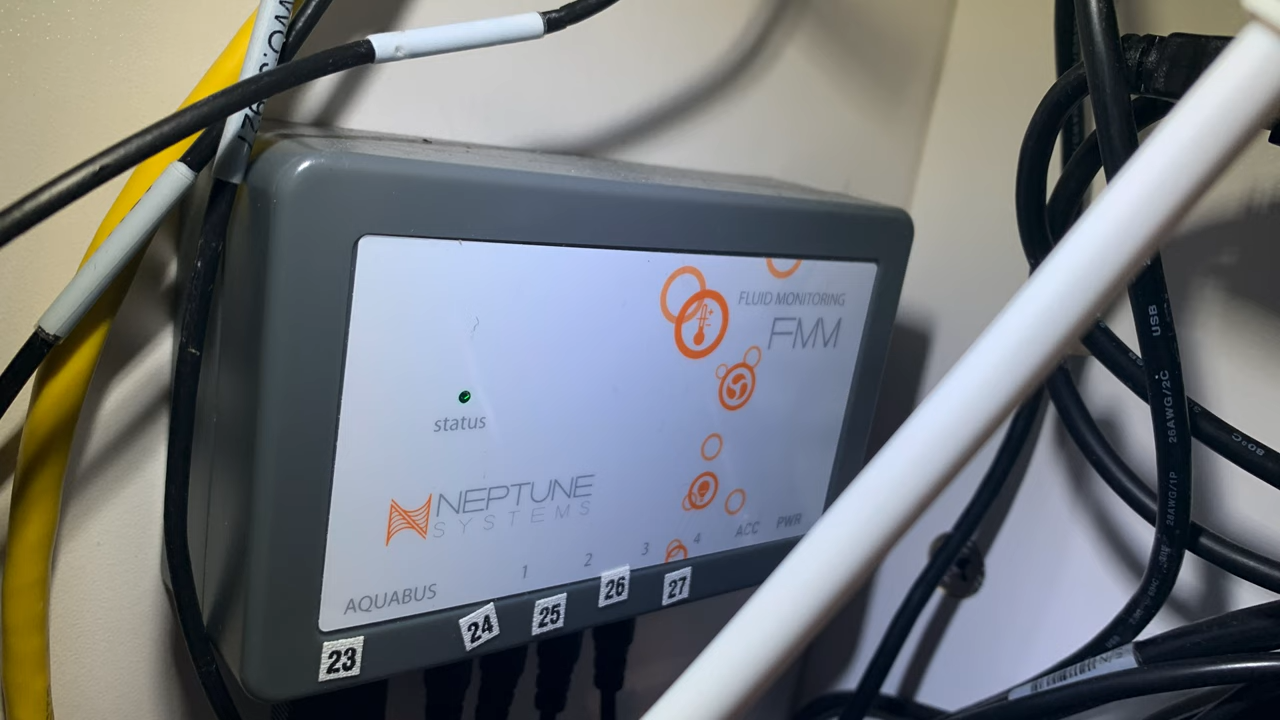 FLUID MONITORING
FMM
status
NEPTUNE
SYSTEMS
AQUABUS
1
2
3
4
ACC
PWR
23
24
25
26
27
USB
26AWG/2C
26AWG/1P
80°C